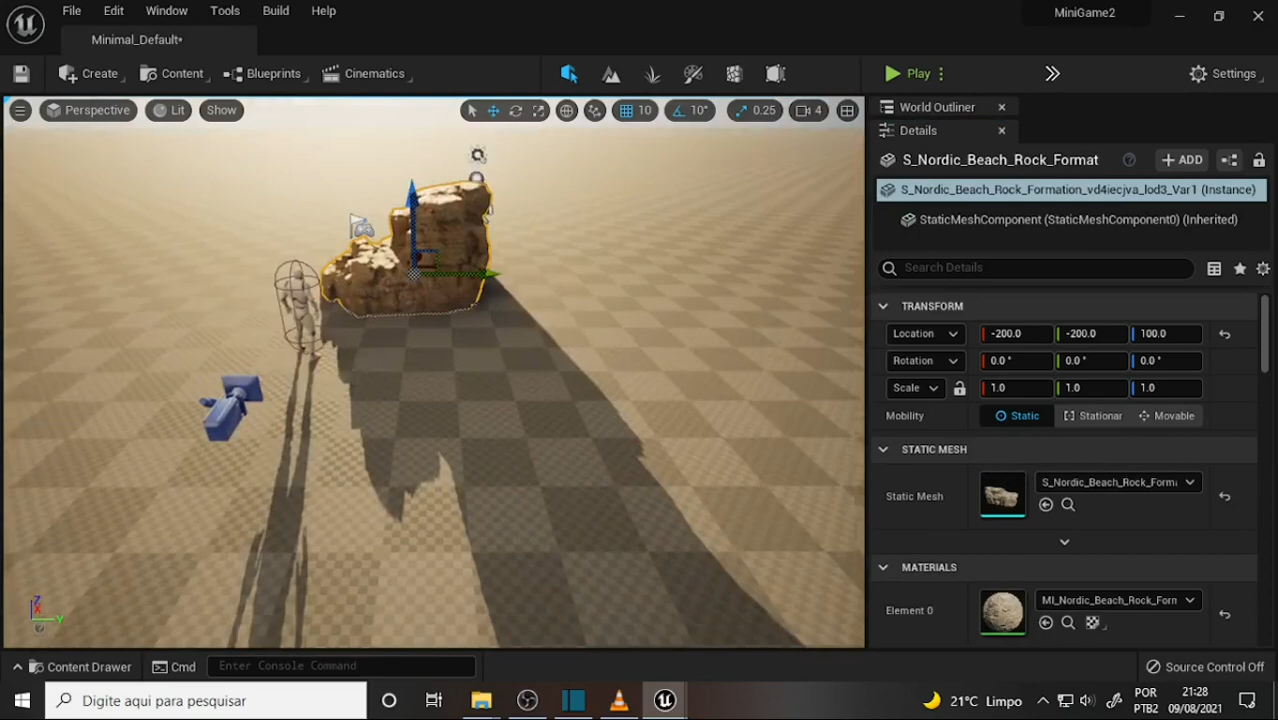 File Edit Window Tools Build Help
MiniGame2
Minimal_Default•
Create Content Blueprints Cinematics
Play
Settings
Perspective Lit Show
10 10° 0.25 4
World Outliner
Details
S_Nordic_Beach_Rock_Format
ADD
S_Nordic_Beach_Rock_Formation_vd4iecjva_lod3_Var1 (Instance)
StaticMeshComponent (StaticMeshComponent0) (Inherited)
Search Details
TRANSFORM
Location -200.0 -200.0 100.0
Rotation 0.0 ° 0.0 ° 0.0 °
Scale 1.0 1.0 1.0
Mobility Static Stationar Movable
STATIC MESH
Static Mesh S_Nordic_Beach_Rock_Forma
MATERIALS
Element 0 MI_Nordic_Beach_Rock_Form
Z
X
Y
Content Drawer Cmd Enter Console Command
Source Control Off
Digite aqui para pesquisar
21°C Limpo
POR
PTB2
21:28
09/08/2021